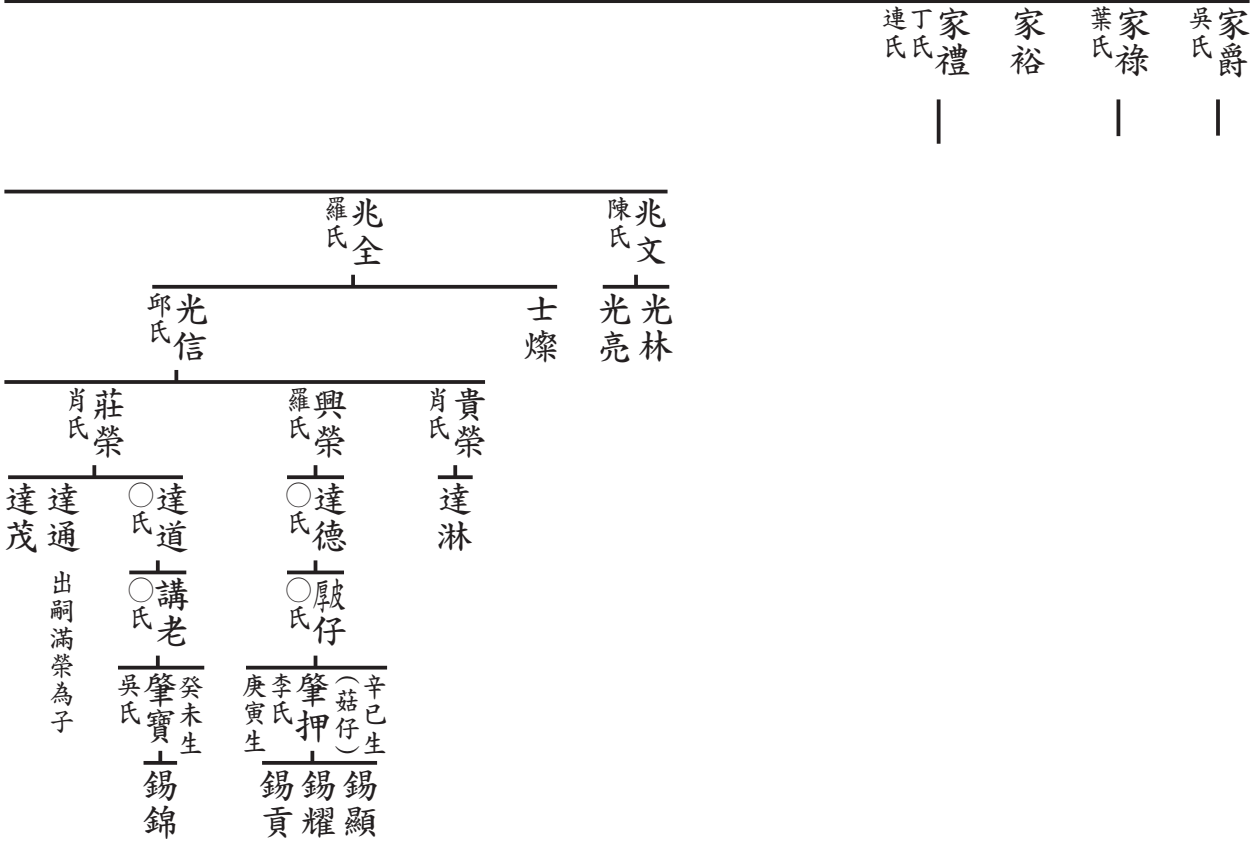 家爵
吳氏
家祿
葉氏
家裕
家禮
丁氏
連氏
兆文
陳氏
兆全
羅氏
光林
光亮
士燦
光信
邱氏
貴榮
肖氏
興榮
羅氏
莊榮
肖氏
達淋
達德
○氏
達道
○氏
達通
出嗣滿榮為子
達茂
仔
○氏
講老
○氏
辛巳生
(菇仔)
肇押
李氏
庚寅生
癸未生
肇寶
吳氏
錫顯
錫耀
錫貢
錫錦